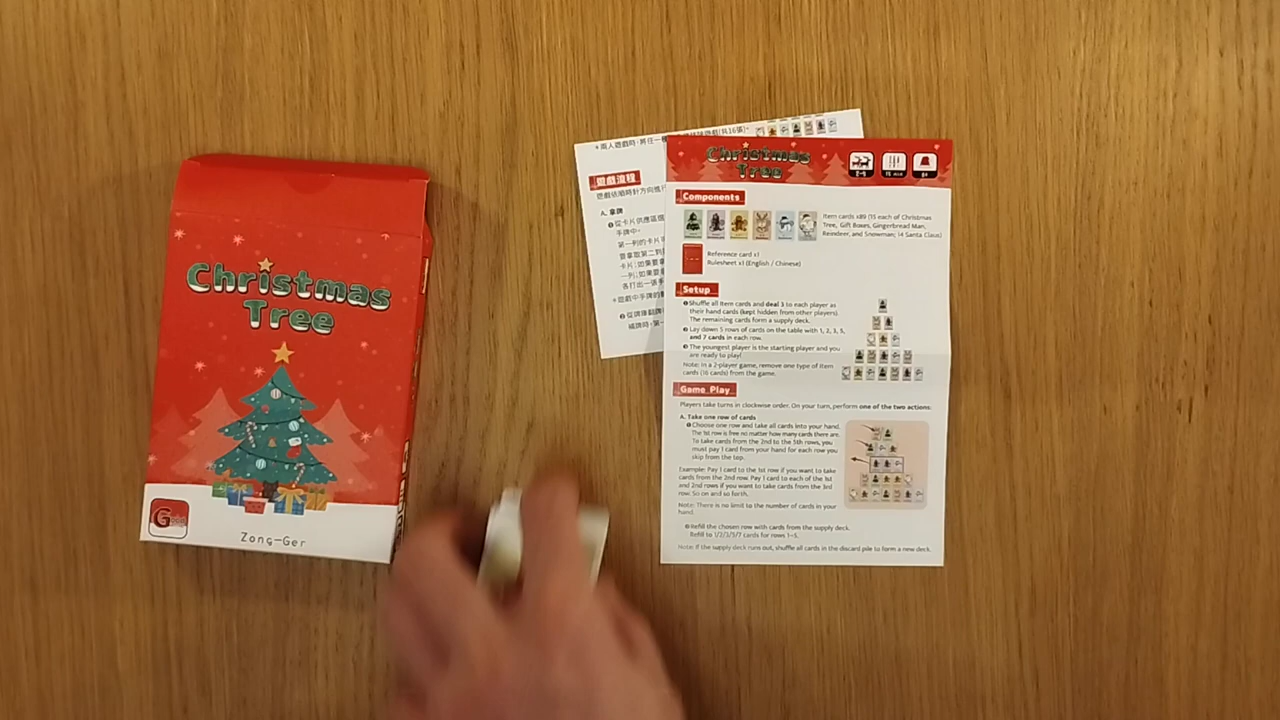 Christmas
Tree
Zong-Ger
遊戲流程
A. 拿牌
Christmas
Tree
2-5
15 min
8+
Components
Item cards x89 (15 each of Christmas
Tree, Gift Boxes, Gingerbread Man,
Reindeer, and Snowman; 14 Santa Claus)
Reference card x1
Rulesheet x1 (English / Chinese)
Setup
❶Shuffle all item cards and deal 3 to each player as
their hand cards (kept hidden from other players).
The remaining cards form a supply deck.
❷Lay down 5 rows of cards on the table with 1, 2, 3, 5,
and 7 cards in each row.
❸The youngest player is the starting player and you
are ready to play!
Note: In a 2-player game, remove one type of item
cards (16 cards) from the game.
Game Play
Players take turns in clockwise order. On your turn, perform one of the two actions:
A. Take one row of cards
❶Choose one row and take all cards into your hand.
The 1st row is free no matter how many cards there are.
To take cards from the 2nd to the 5th rows, you
must pay 1 card from your hand for each row you
skip from the top.
Example: Pay 1 card to the 1st row if you want to take
cards from the 2nd row. Pay 1 card to each of the 1st
and 2nd rows if you want to take cards from the 3rd
row. So on and so forth.
Note: There is no limit to the number of cards in your
hand.
❷Refill the chosen row with cards from the supply deck.
Refill to 1/2/3/5/7 cards for rows 1-5.
Note: If the supply deck runs out, shuffle all cards in the discard pile to form a new deck.